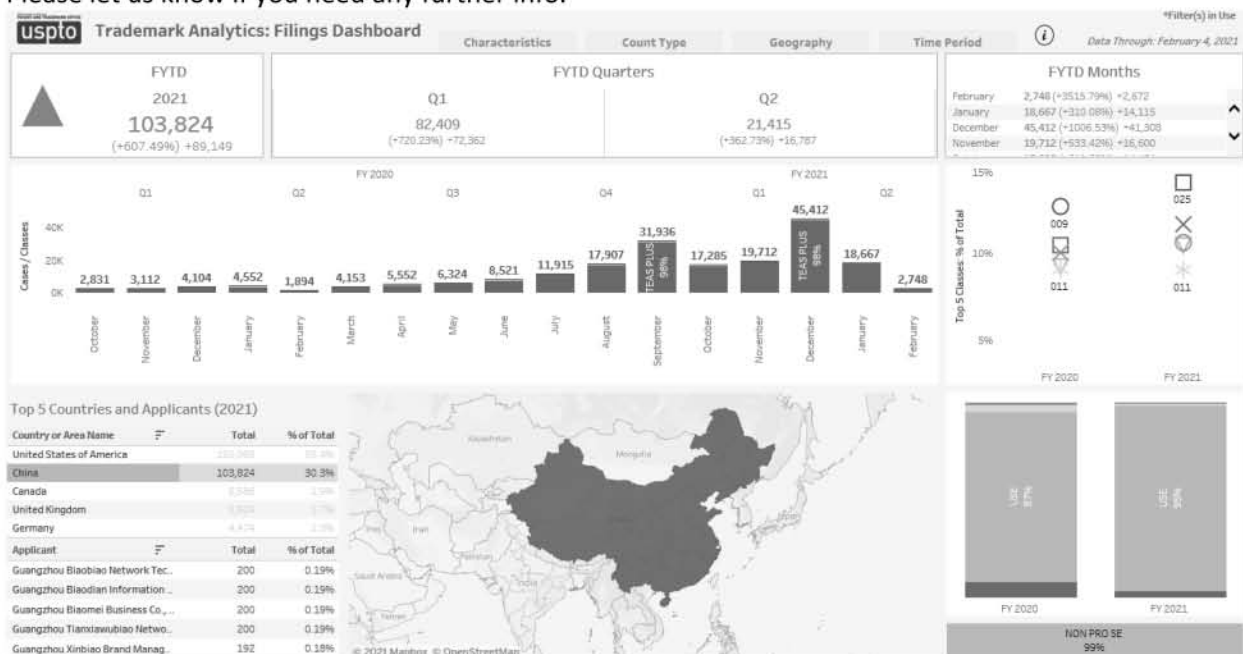 Please let us know if you need any further info.
uspto Trademark Analytics: Filings Dashboard
Characteristics Count Type Geography Time Period
*Filter(s) in Use
Data Through: February 4, 2021
FYTD
2021
103,824
(+607.49%) +89,149
FYTD Quarters
Q1
82,409
(+720.23%) +72,362
Q2
21,415
(+362.73%) +16,787
FYTD Months
February 2,748 (+3515.79%) +2,672
January 18,667 (+310.08%) +14,115
December 45,412 (+1006.53%) +41,308
November 19,712 (+533.42%) +16,600
FY 2020 FY 2021
Q1 Q2 Q3 Q4 Q1 Q2
Cases / Classes
40K
20K
0K
2,831 3,112 4,104 4,552 1,894 4,153 5,552 6,324 8,521 11,915 17,907 31,936 17,285 19,712 45,412 18,667 2,748
TEAS PLUS
98%
TEAS PLUS
98%
October November December January February March April May June July August September October November December January February
Top 5 Classes: % of Total
15%
10%
5%
009
011
025
011
FY 2020 FY 2021
Top 5 Countries and Applicants (2021)
Country or Area Name Total % of Total
United States of America
China 103,824 30.3%
Canada
United Kingdom
Germany
Applicant Total % of Total
Guangzhou Biaobiao Network Tec.. 200 0.19%
Guangzhou Biaodian Information .. 200 0.19%
Guangzhou Biaomei Business Co., ... 200 0.19%
Guangzhou Tianxiawubiao Netwo.. 200 0.19%
Guangzhou Xinbiao Brand Manag.. 192 0.18%
Kazakhstan
Mongolia
Iran
Pakistan
India
Saudi Arabia
Yemen
© 2021 Mapbox © OpenStreetMap
USE
87%
USE
95%
FY 2020 FY 2021
NON PRO SE
99%